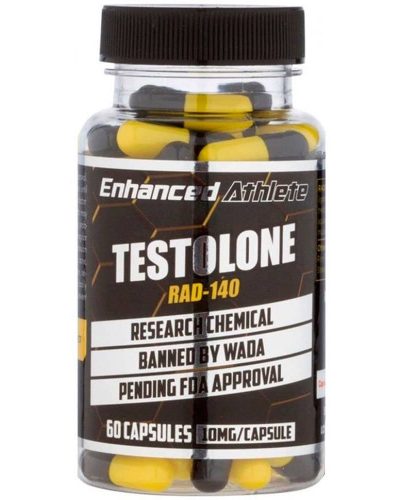 Enhanced Athlete
TESTOLONE
RAD-140
RESEARCH CHEMICAL
BANNED BY WADA
PENDING FDA APPROVAL
60 CAPSULES 10MG/CAPSULE